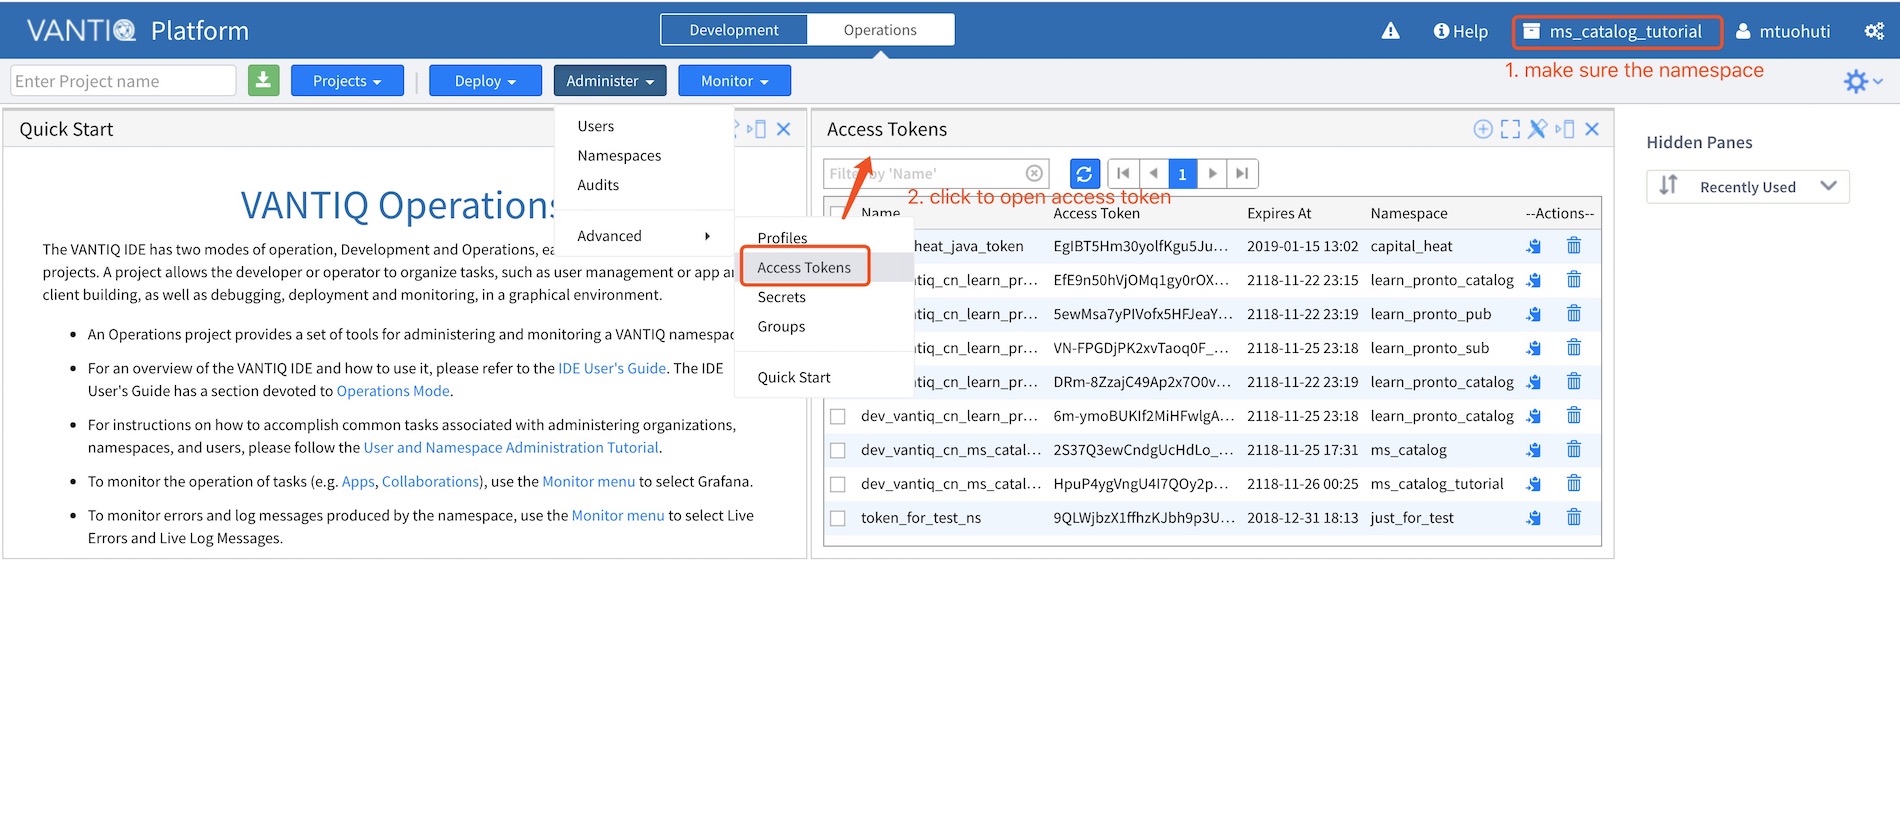 VANTIQ Platform
Development Operations
Help ms_catalog_tutorial mtuohuti
1. make sure the namespace
Enter Project name Projects Deploy Administer Monitor
Quick Start
Users
Namespaces
Audits
Advanced
Profiles
Access Tokens
Secrets
Groups
Quick Start
VANTIQ Operations
The VANTIQ IDE has two modes of operation, Development and Operations,
projects. A project allows the developer or operator to organize tasks, such as user management or app
client building, as well as debugging, deployment and monitoring, in a graphical environment.
An Operations project provides a set of tools for administering and monitoring a VANTIQ
For an overview of the VANTIQ IDE and how to use it, please refer to the IDE User's Guide. The IDE
User's Guide has a section devoted to Operations Mode.
For instructions on how to accomplish common tasks associated with administering organizations,
namespaces, and users, please follow the User and Namespace Administration Tutorial.
To monitor the operation of tasks (e.g. Apps, Collaborations), use the Monitor menu to select Grafana.
To monitor errors and log messages produced by the namespace, use the Monitor menu to select Live
Errors and Live Log Messages.
Access Tokens
Filter by 'Name' 1
2. click to open access token
Name Access Token Expires At Namespace --Actions--
heat_java_token EgIBT5Hm30yolfKgu5Ju... 2019-01-15 13:02 capital_heat
tiq_cn_learn_pr... EfE9n50hVjOMq1gy0rOX... 2118-11-22 23:15 learn_pronto_catalog
tiq_cn_learn_pr... 5ewMsa7yPIVofx5HFJeaY... 2118-11-22 23:19 learn_pronto_pub
tiq_cn_learn_pr... VN-FPGDjPK2xvTaoq0F_... 2118-11-25 23:18 learn_pronto_sub
tiq_cn_learn_pr... DRm-8ZzajC49Ap2x7O0v... 2118-11-22 23:19 learn_pronto_catalog
dev_vantiq_cn_learn_pr... 6m-ymoBUKIf2MiHFwlgA... 2118-11-25 23:18 learn_pronto_catalog
dev_vantiq_cn_ms_catal... 2S37Q3ewCndgUcHdLo_... 2118-11-25 17:31 ms_catalog
dev_vantiq_cn_ms_catal... HpuP4ygVngU4I7QOy2p... 2118-11-26 00:25 ms_catalog_tutorial
token_for_test_ns 9QLWjbzX1ffhzKJbh9p3U... 2018-12-31 18:13 just_for_test
Hidden Panes
Recently Used